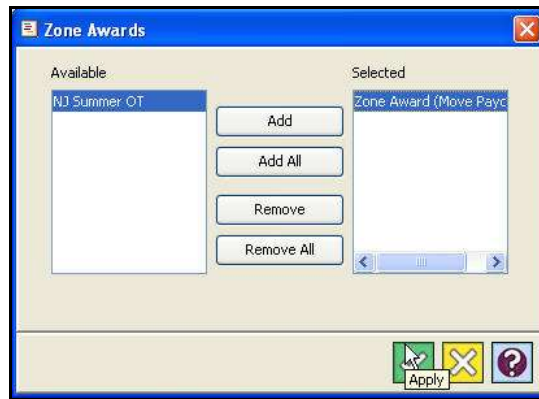 Zone Awards
Available
Selected
NJ Summer OT
Zone Award (Move Payc
Add
Add All
Remove
Remove All
Apply